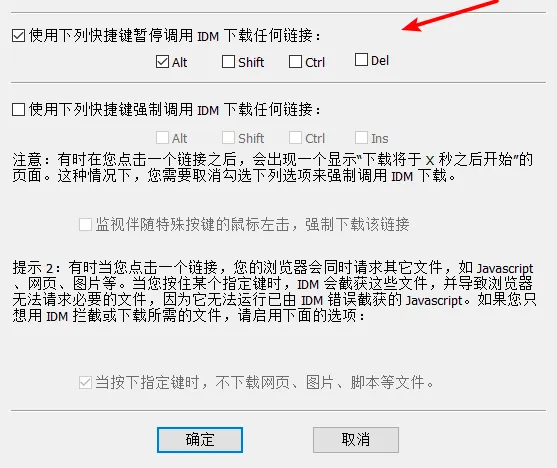 使用下列快捷键暂停调用 IDM 下载任何链接：
Alt Shift Ctrl Del
使用下列快捷键强制调用 IDM 下载任何链接：
Alt Shift Ctrl Ins
注意：有时在您点击一个链接之后，会出现一个显示“下载将于 X 秒之后开始”的
页面。这种情况下，您需要取消勾选下列选项来强制调用 IDM 下载。
监视伴随特殊按键的鼠标左击，强制下载该链接
提示 2：有时当您点击一个链接，您的浏览器会同时请求其它文件，如 Javascript
、网页、图片等。当您按住某个指定键时，IDM 会截获这些文件，并导致浏览器
无法请求必要的文件，因为它无法运行已由 IDM 错误截获的 Javascript。如果您只
想用 IDM 拦截或下载所需的文件，请启用下面的选项：
当按下指定键时，不下载网页、图片、脚本等文件。
确定 取消